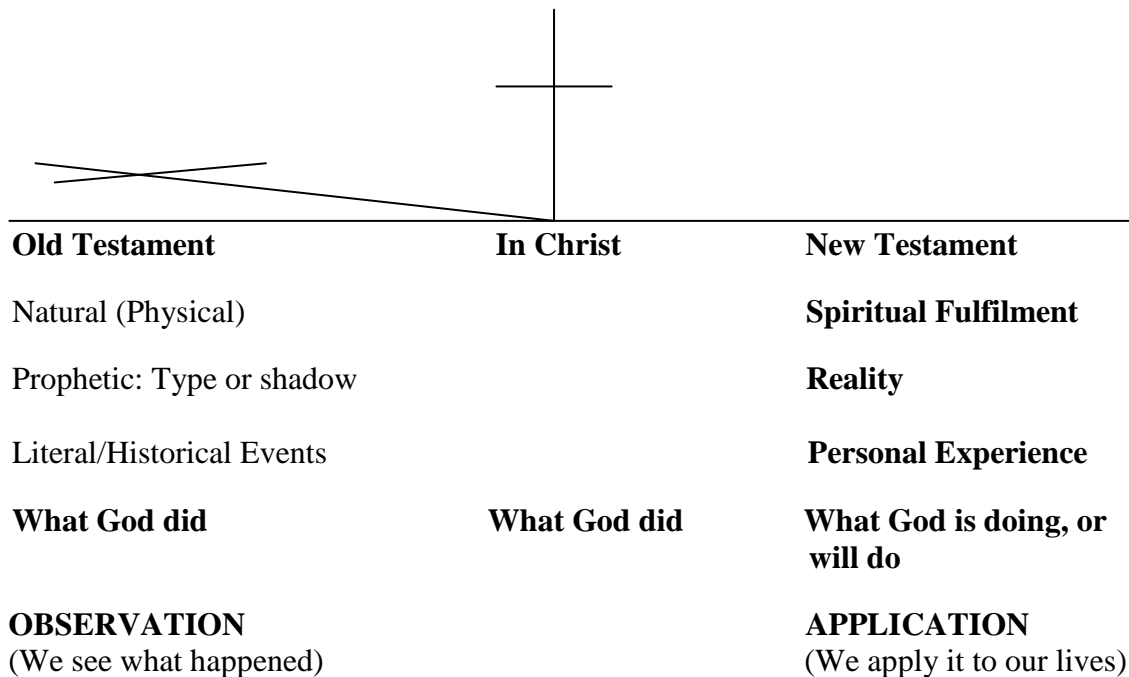 Old Testament In Christ New Testament
Natural (Physical) Spiritual Fulfilment
Prophetic: Type or shadow Reality
Literal/Historical Events Personal Experience
What God did What God did What God is doing, or
will do
OBSERVATION APPLICATION
(We see what happened) (We apply it to our lives)